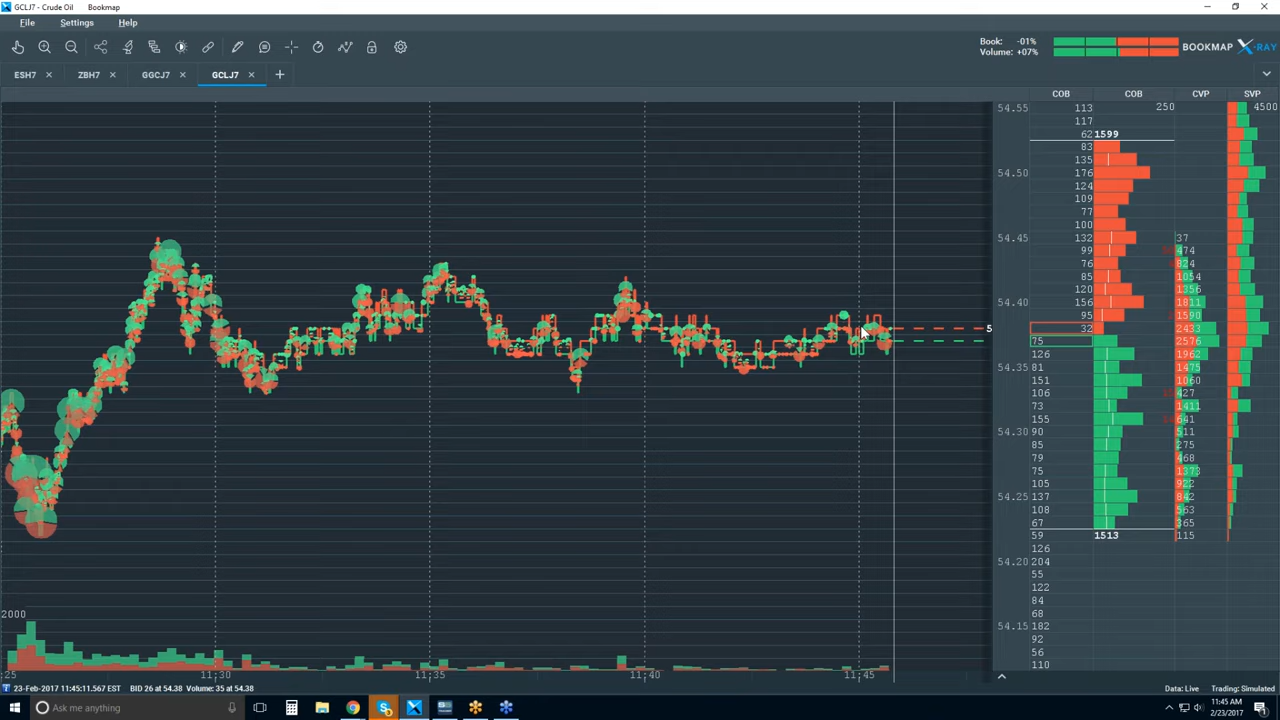 GCLJ7 - Crude Oil Bookmap
File Settings Help
Book: -01%
Volume: +07%
BOOKMAP X-RAY
ESH7 ZBH7 GGCJ7 GCLJ7
COB COB CVP SVP
54.55 113 250 4500
117
62 1599
83
135
54.50 176
124
109
77
100
54.45 132 37
99 474
76 824
85 1054
120 1356
54.40 156 1811
95 1590
5 32 2433
75 2576
126 1962
54.35 81 1475
151 1060
106 427
73 1411
155 641
54.30 90 511
85 275
79 468
75 1373
105 922
54.25 137 842
108 563
67 365
59 1513 115
126
54.20 204
55
122
84
68
54.15 182
92
56
110
2000
:25 11:30 11:35 11:40 11:45
23-Feb-2017 11:45:11.567 EST BID 26 at 54.38 Volume: 35 at 54.38
Data: Live Trading: Simulated
Ask me anything
11:45 AM
2/23/2017